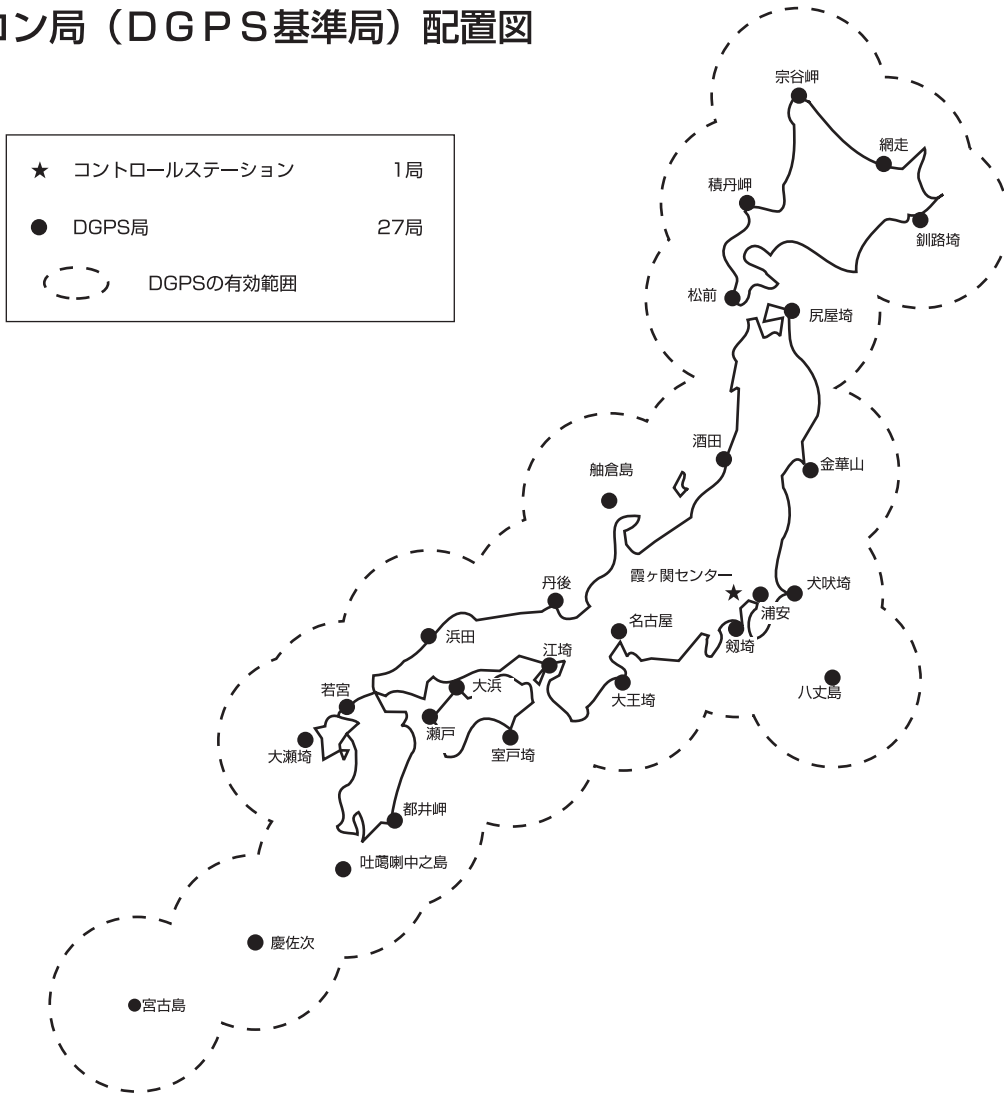 ン局（ＤＧＰＳ基準局）配置図
★ コントロールステーション 1局
● DGPS局 27局
DGPSの有効範囲
宗谷岬
網走
積丹岬
釧路埼
松前
尻屋埼
酒田
金華山
舳倉島
霞ヶ関センター
犬吠埼
丹後
浦安
名古屋
浜田
剱埼
江埼
八丈島
若宮
大浜
大王埼
瀬戸
大瀬埼
室戸埼
都井岬
吐噶喇中之島
慶佐次
宮古島